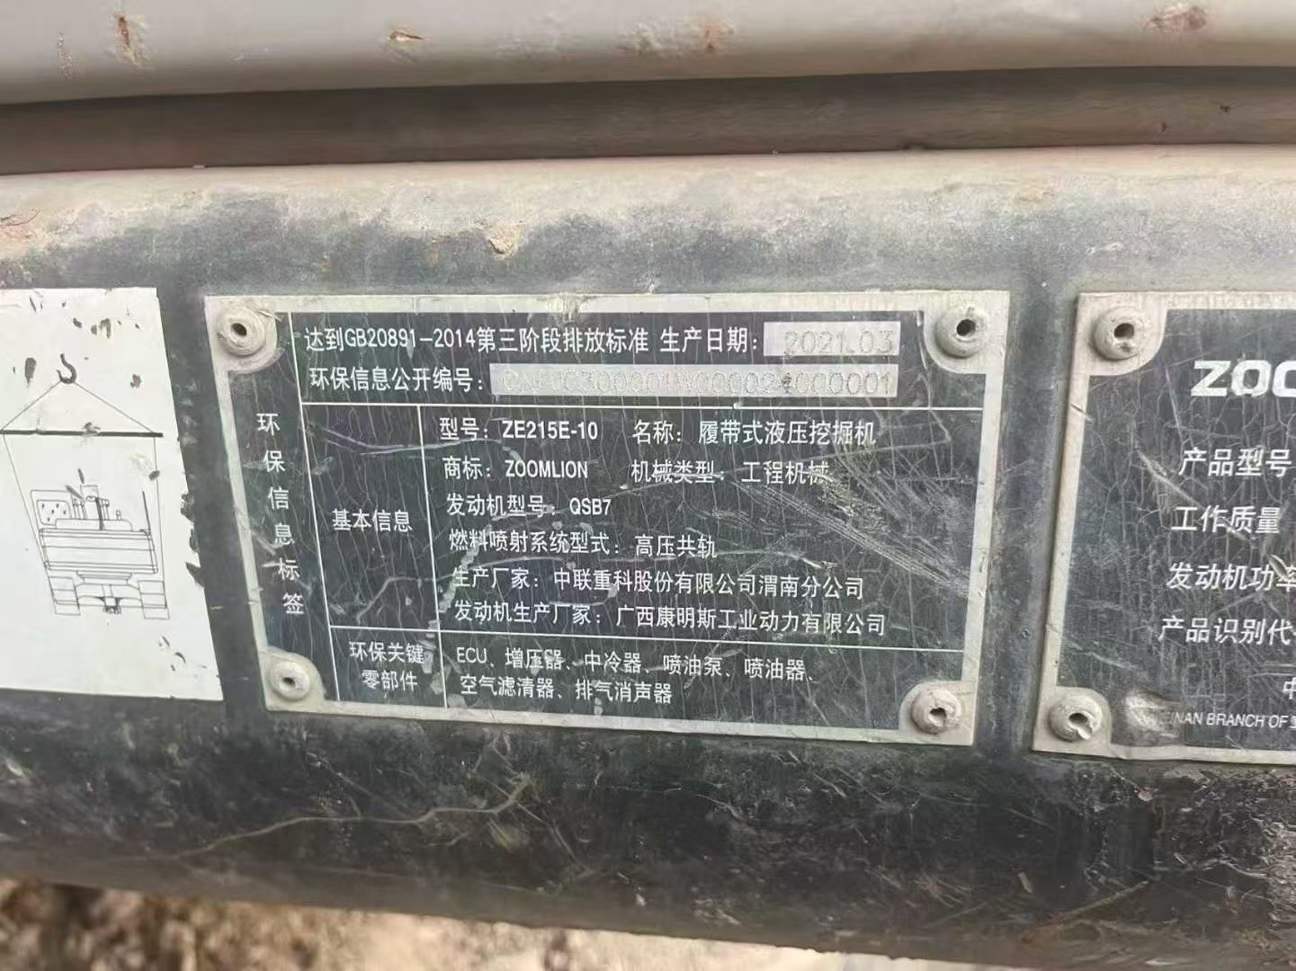 达到GB20891-2014第三阶段排放标准 生产日期： 2021.03
环保信息公开编号：
环保信息标签
基本信息
型号：ZE215E-10 名称：履带式液压挖掘机
商标：ZOOMLION 机械类型：工程机械
发动机型号：QSB7
燃料喷射系统型式：高压共轨
生产厂家：中联重科股份有限公司渭南分公司
发动机生产厂家：广西康明斯工业动力有限公司
环保关键零部件
ECU、增压器、中冷器、喷油泵、喷油器、
空气滤清器、排气消声器
ZOO
产品型号
工作质量
发动机功率
产品识别代
中
BRANCH OF